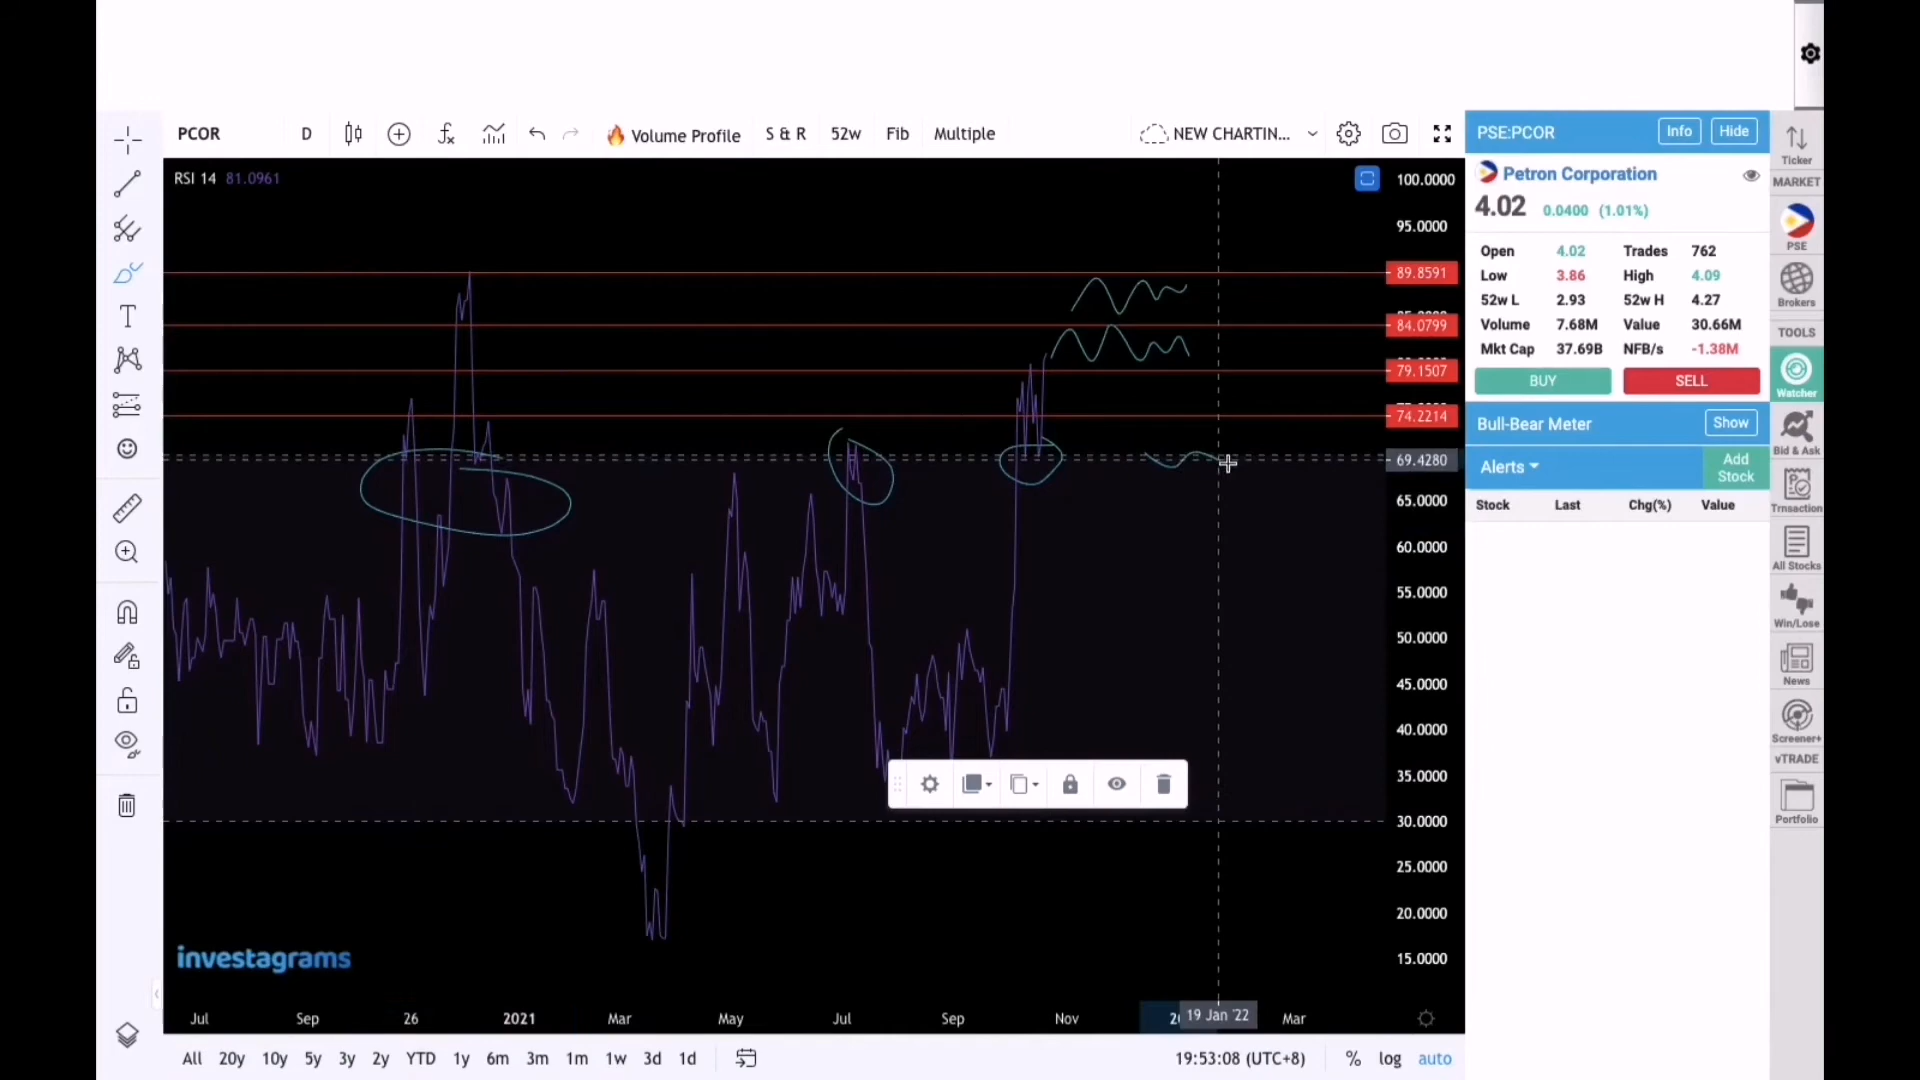 PCOR D Volume Profile S & R 52w Fib Multiple NEW CHARTIN...
RSI 14 81.0961
100.0000
95.0000
89.8591
84.0799
79.1507
74.2214
69.4280
65.0000
60.0000
55.0000
50.0000
45.0000
40.0000
35.0000
30.0000
25.0000
20.0000
15.0000
investagrams
Jul Sep 26 2021 Mar May Jul Sep Nov 19 Jan '22 Mar
All 20y 10y 5y 3y 2y YTD 1y 6m 3m 1m 1w 3d 1d 19:53:08 (UTC+8) % log auto
PSE:PCOR Info Hide
Petron Corporation
4.02 0.0400 (1.01%)
Open 4.02 Trades 762
Low 3.86 High 4.09
52w L 2.93 52w H 4.27
Volume 7.68M Value 30.66M
Mkt Cap 37.69B NFB/s -1.38M
BUY SELL
Bull-Bear Meter Show
Alerts Add Stock
Stock Last Chg(%) Value
Ticker
MARKET
PSE
Brokers
TOOLS
Watcher
Bid & Ask
Trnsaction
All Stocks
Win/Lose
News
Screener+
vTRADE
Portfolio